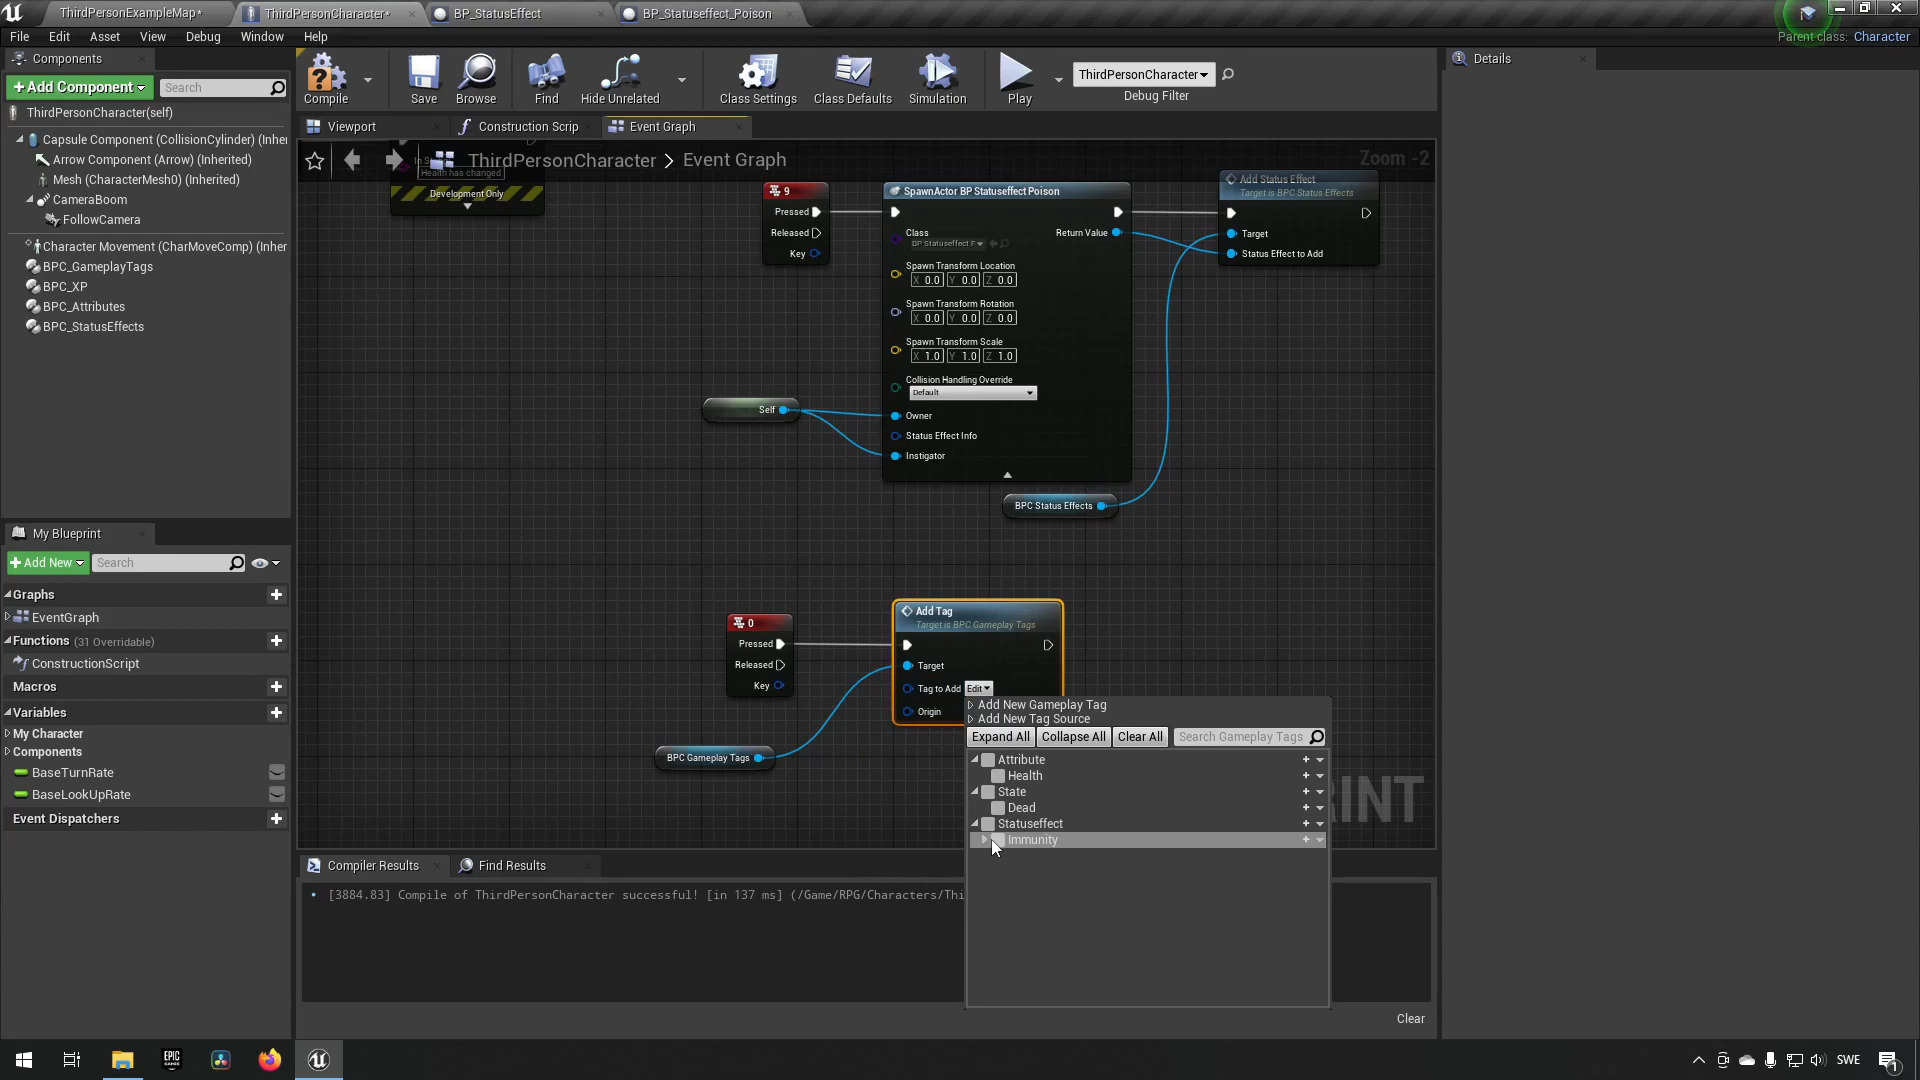 ThirdPersonExampleMap*
ThirdPersonCharacter*
BP_StatusEffect
BP_Statuseffect_Poison
File Edit Asset View Debug Window Help
Parent class: Character
Components
+Add Component
Search
ThirdPersonCharacter(self)
Capsule Component (CollisionCylinder) (Inher
Arrow Component (Arrow) (Inherited)
Mesh (CharacterMesh0) (Inherited)
CameraBoom
FollowCamera
Character Movement (CharMoveComp) (Inher
BPC_GameplayTags
BPC_XP
BPC_Attributes
BPC_StatusEffects
Compile
Save
Browse
Find
Hide Unrelated
Class Settings
Class Defaults
Simulation
Play
ThirdPersonCharacter
Debug Filter
Details
Viewport
Construction Scrip
Event Graph
ThirdPersonCharacter > Event Graph
Zoom -2
Health has changed
Development Only
9
Pressed
Released
Key
SpawnActor BP Statuseffect Poison
Class
BP Statuseffect F
Return Value
Spawn Transform Location
X 0.0 Y 0.0 Z 0.0
Spawn Transform Rotation
X 0.0 Y 0.0 Z 0.0
Spawn Transform Scale
X 1.0 Y 1.0 Z 1.0
Collision Handling Override
Default
Owner
Status Effect Info
Instigator
Self
Add Status Effect
Target is BPC Status Effects
Target
Status Effect to Add
BPC Status Effects
0
Pressed
Released
Key
Add Tag
Target is BPC Gameplay Tags
Target
Tag to Add Edit
Origin
BPC Gameplay Tags
Add New Gameplay Tag
Add New Tag Source
Expand All Collapse All Clear All Search Gameplay Tags
Attribute
Health
State
Dead
Statuseffect
Immunity
RINT
My Blueprint
+Add New
Search
Graphs
EventGraph
Functions (31 Overridable)
ConstructionScript
Macros
Variables
My Character
Components
BaseTurnRate
BaseLookUpRate
Event Dispatchers
Compiler Results
Find Results
[3884.83] Compile of ThirdPersonCharacter successful! [in 137 ms] (/Game/RPG/Characters/Thi
Clear
EPIC GAMES
SWE
1